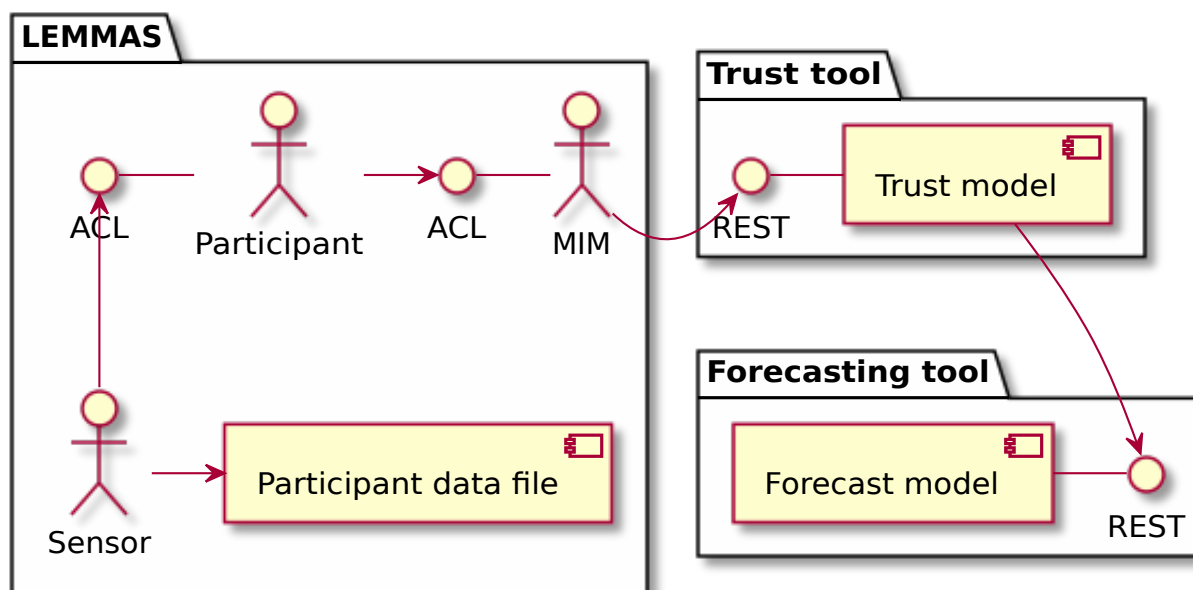 LEMMAS
ACL
Participant
ACL
MIM
Sensor
Participant data file
Trust tool
REST
Trust model
Forecasting tool
Forecast model
REST